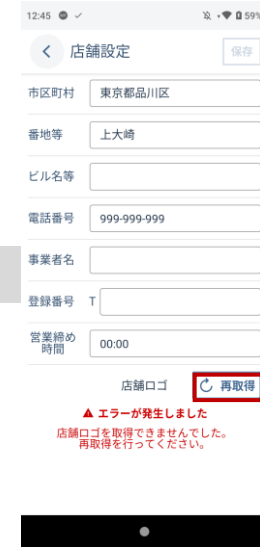 12:45 59%
店舗設定 保存
市区町村 東京都品川区
番地等 上大崎
ビル名等
電話番号 999-999-999
事業者名
登録番号 T
営業締め
時間 00:00
店舗ロゴ 再取得
エラーが発生しました
店舗ロゴを取得できませんでした。
再取得を行ってください。